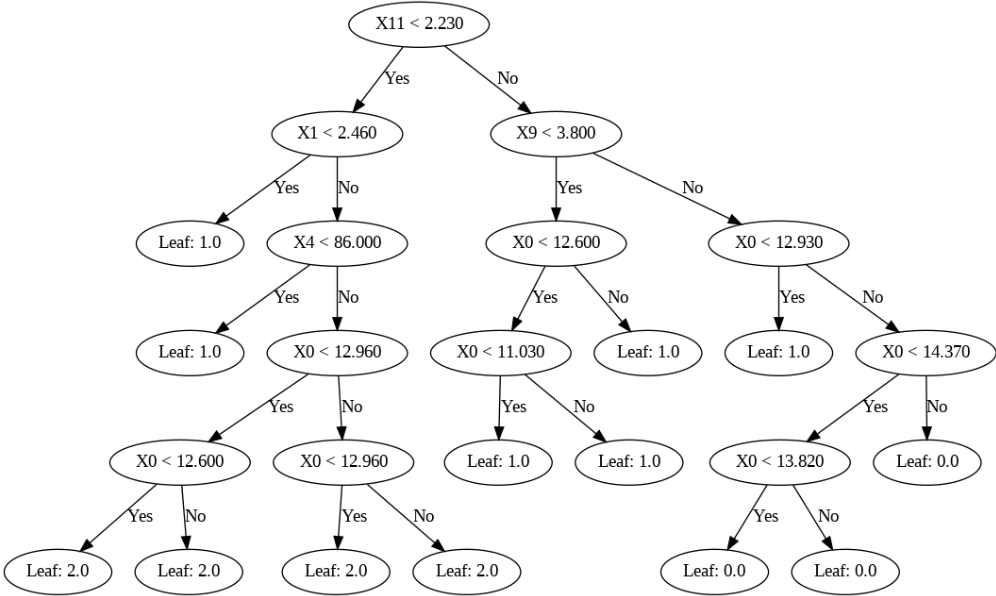 X11 < 2.230
Yes
No
X1 < 2.460
X9 < 3.800
Yes
No
Yes
No
Leaf: 1.0
X4 < 86.000
X0 < 12.600
X0 < 12.930
Yes
No
Yes
No
Yes
No
Leaf: 1.0
X0 < 12.960
X0 < 11.030
Leaf: 1.0
Leaf: 1.0
X0 < 14.370
Yes
No
Yes
No
Yes
No
X0 < 12.600
X0 < 12.960
Leaf: 1.0
Leaf: 1.0
X0 < 13.820
Leaf: 0.0
Yes
No
Yes
No
Yes
No
Leaf: 2.0
Leaf: 2.0
Leaf: 2.0
Leaf: 2.0
Leaf: 0.0
Leaf: 0.0